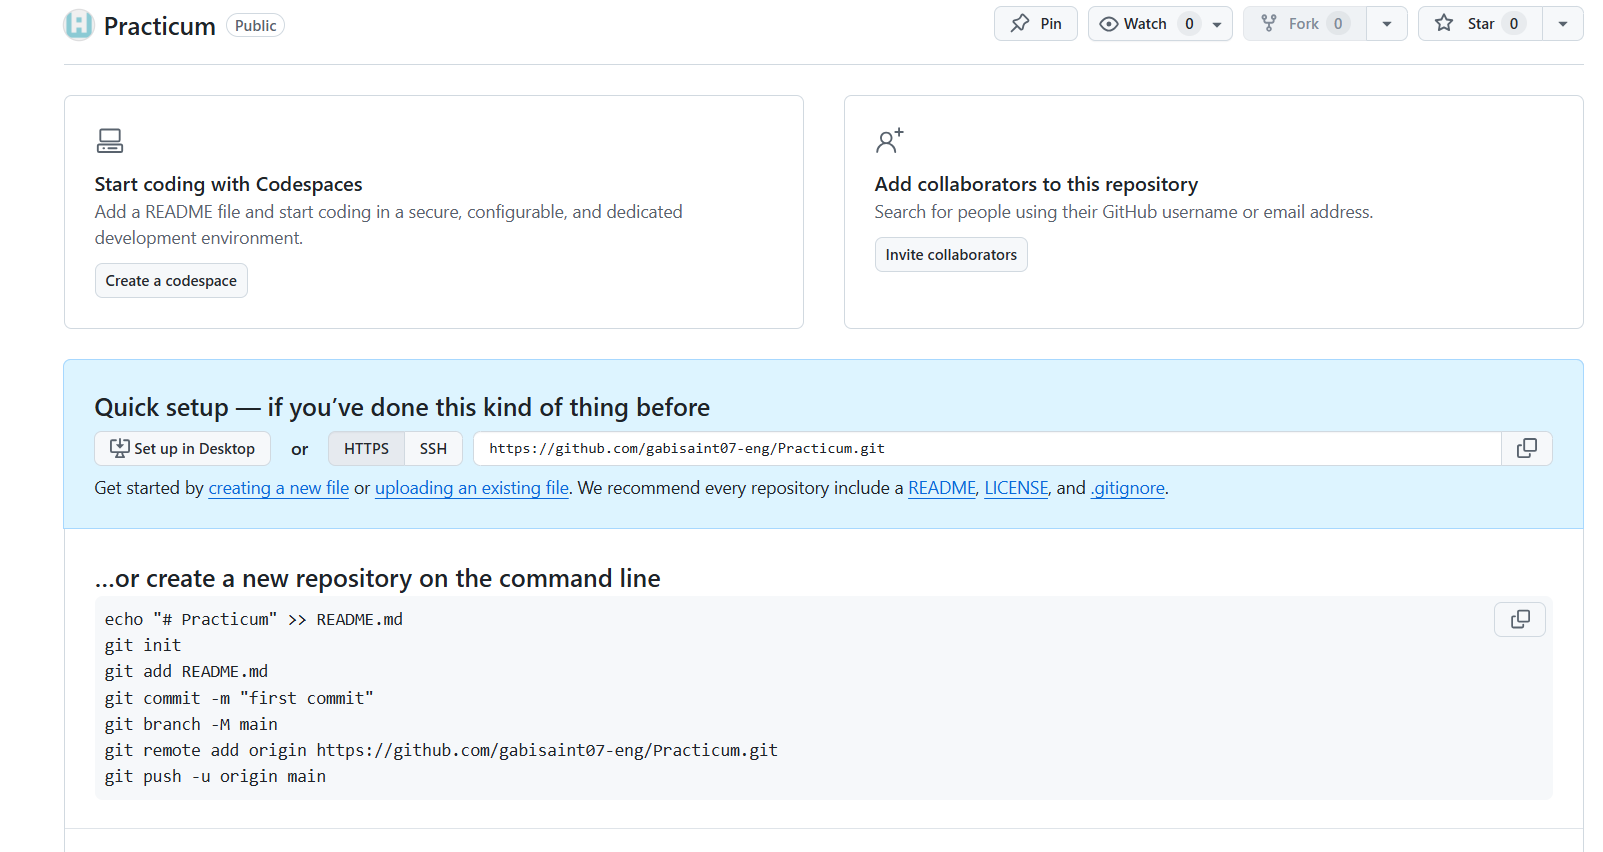 Practicum Public Pin Watch 0 Fork 0 Star 0
Start coding with Codespaces
Add a README file and start coding in a secure, configurable, and dedicated
development environment.
Create a codespace
Add collaborators to this repository
Search for people using their GitHub username or email address.
Invite collaborators
Quick setup — if you’ve done this kind of thing before
Set up in Desktop or HTTPS SSH https://github.com/gabisaint07-eng/Practicum.git
Get started by creating a new file or uploading an existing file. We recommend every repository include a README, LICENSE, and .gitignore.
…or create a new repository on the command line
echo "# Practicum" >> README.md
git init
git add README.md
git commit -m "first commit"
git branch -M main
git remote add origin https://github.com/gabisaint07-eng/Practicum.git
git push -u origin main